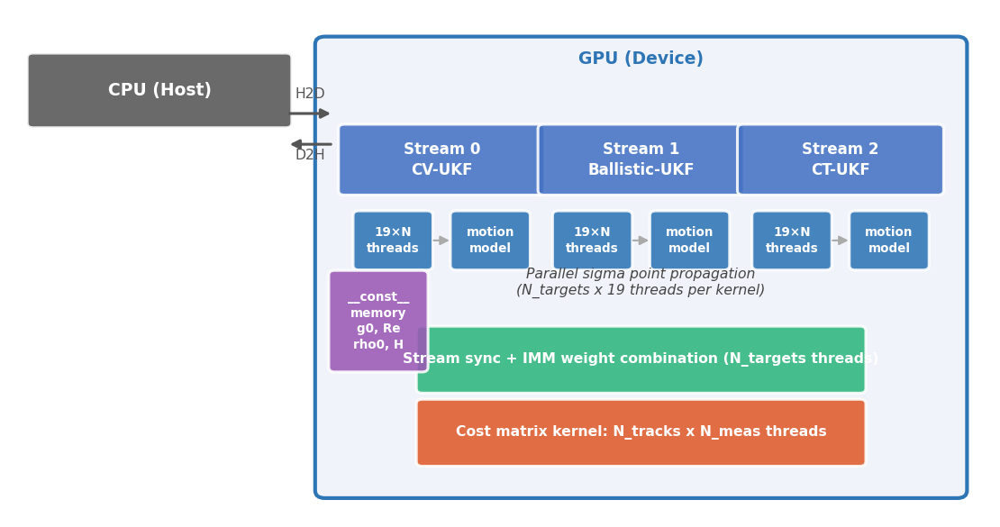 GPU (Device)
CPU (Host)
H2D
D2H
Stream 0
CV-UKF
Stream 1
Ballistic-UKF
Stream 2
CT-UKF
19×N
threads
motion
model
19×N
threads
motion
model
19×N
threads
motion
model
Parallel sigma point propagation
(N_targets x 19 threads per kernel)
__const__
memory
g0, Re
rho0, H
Stream sync + IMM weight combination (N_targets threads)
Cost matrix kernel: N_tracks x N_meas threads